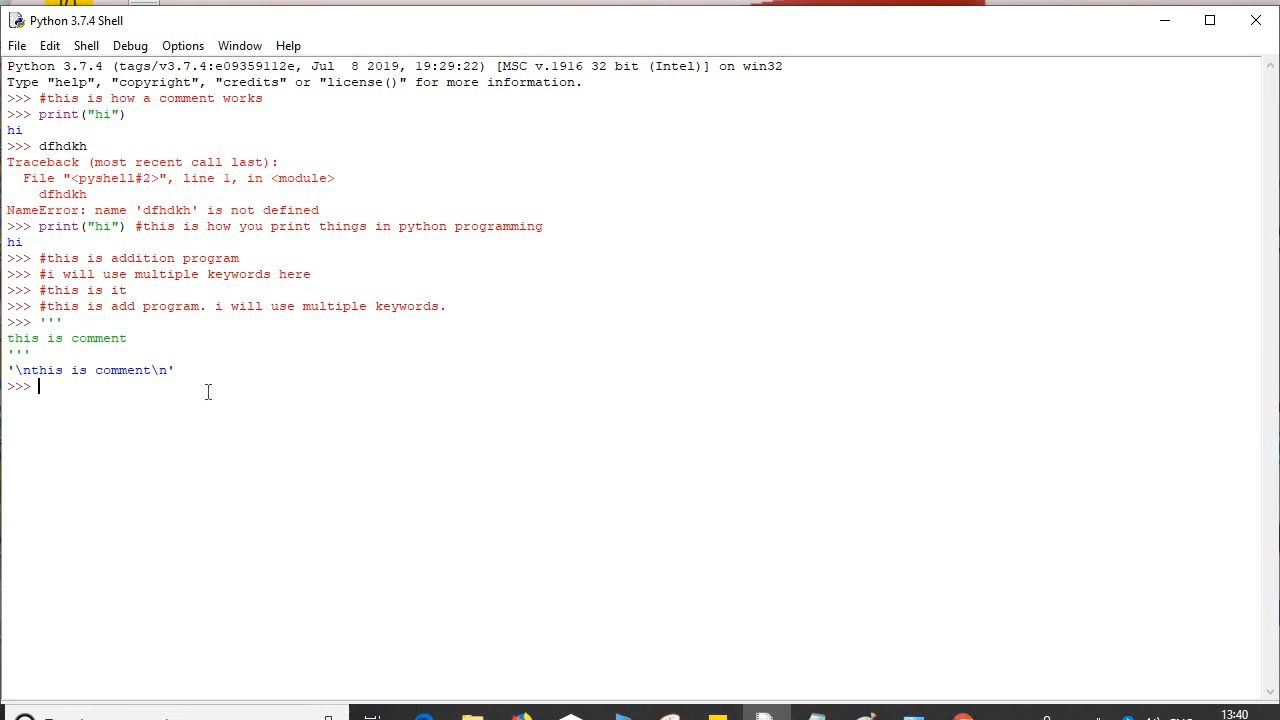 Python 3.7.4 Shell
File Edit Shell Debug Options Window Help
Python 3.7.4 (tags/v3.7.4:e09359112e, Jul  8 2019, 19:29:22) [MSC v.1916 32 bit (Intel)] on win32
Type "help", "copyright", "credits" or "license()" for more information.
>>> #this is how a comment works
>>> print("hi")
hi
>>> dfhdkh
Traceback (most recent call last):
  File "<pyshell#2>", line 1, in <module>
    dfhdkh
NameError: name 'dfhdkh' is not defined
>>> print("hi") #this is how you print things in python programming
hi
>>> #this is addition program
>>> #i will use multiple keywords here
>>> #this is it
>>> #this is add program. i will use multiple keywords.
>>> '''
this is comment
'''
'\nthis is comment\n'
>>>
13:40